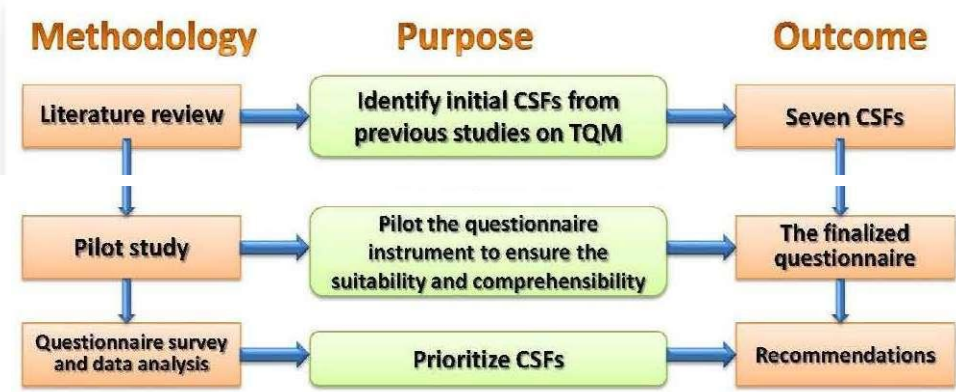 Methodology Purpose Outcome
Literature review
Identify initial CSFs from
previous studies on TQM
Seven CSFs
Pilot study
Pilot the questionnaire
instrument to ensure the
suitability and comprehensibility
The finalized
questionnaire
Questionnaire survey
and data analysis
Prioritize CSFs
Recommendations